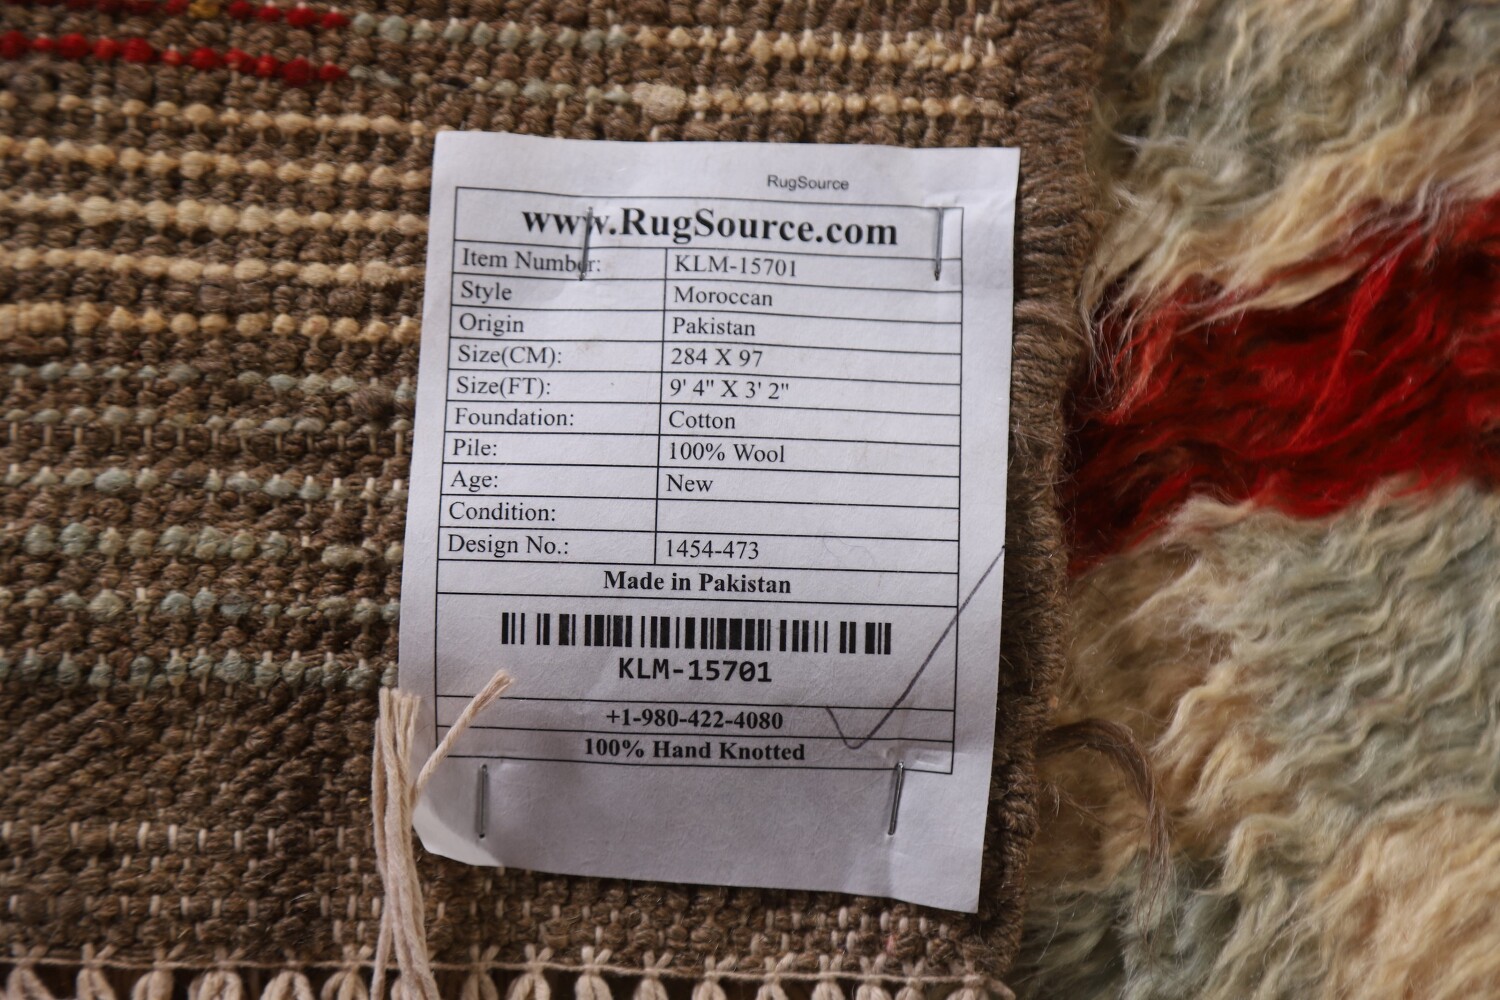 RugSource
www.RugSource.com
Item Number: KLM-15701
Style Moroccan
Origin Pakistan
Size(CM): 284 X 97
Size(FT): 9' 4" X 3' 2"
Foundation: Cotton
Pile: 100% Wool
Age: New
Condition:
Design No.: 1454-473
Made in Pakistan
KLM-15701
+1-980-422-4080
100% Hand Knotted